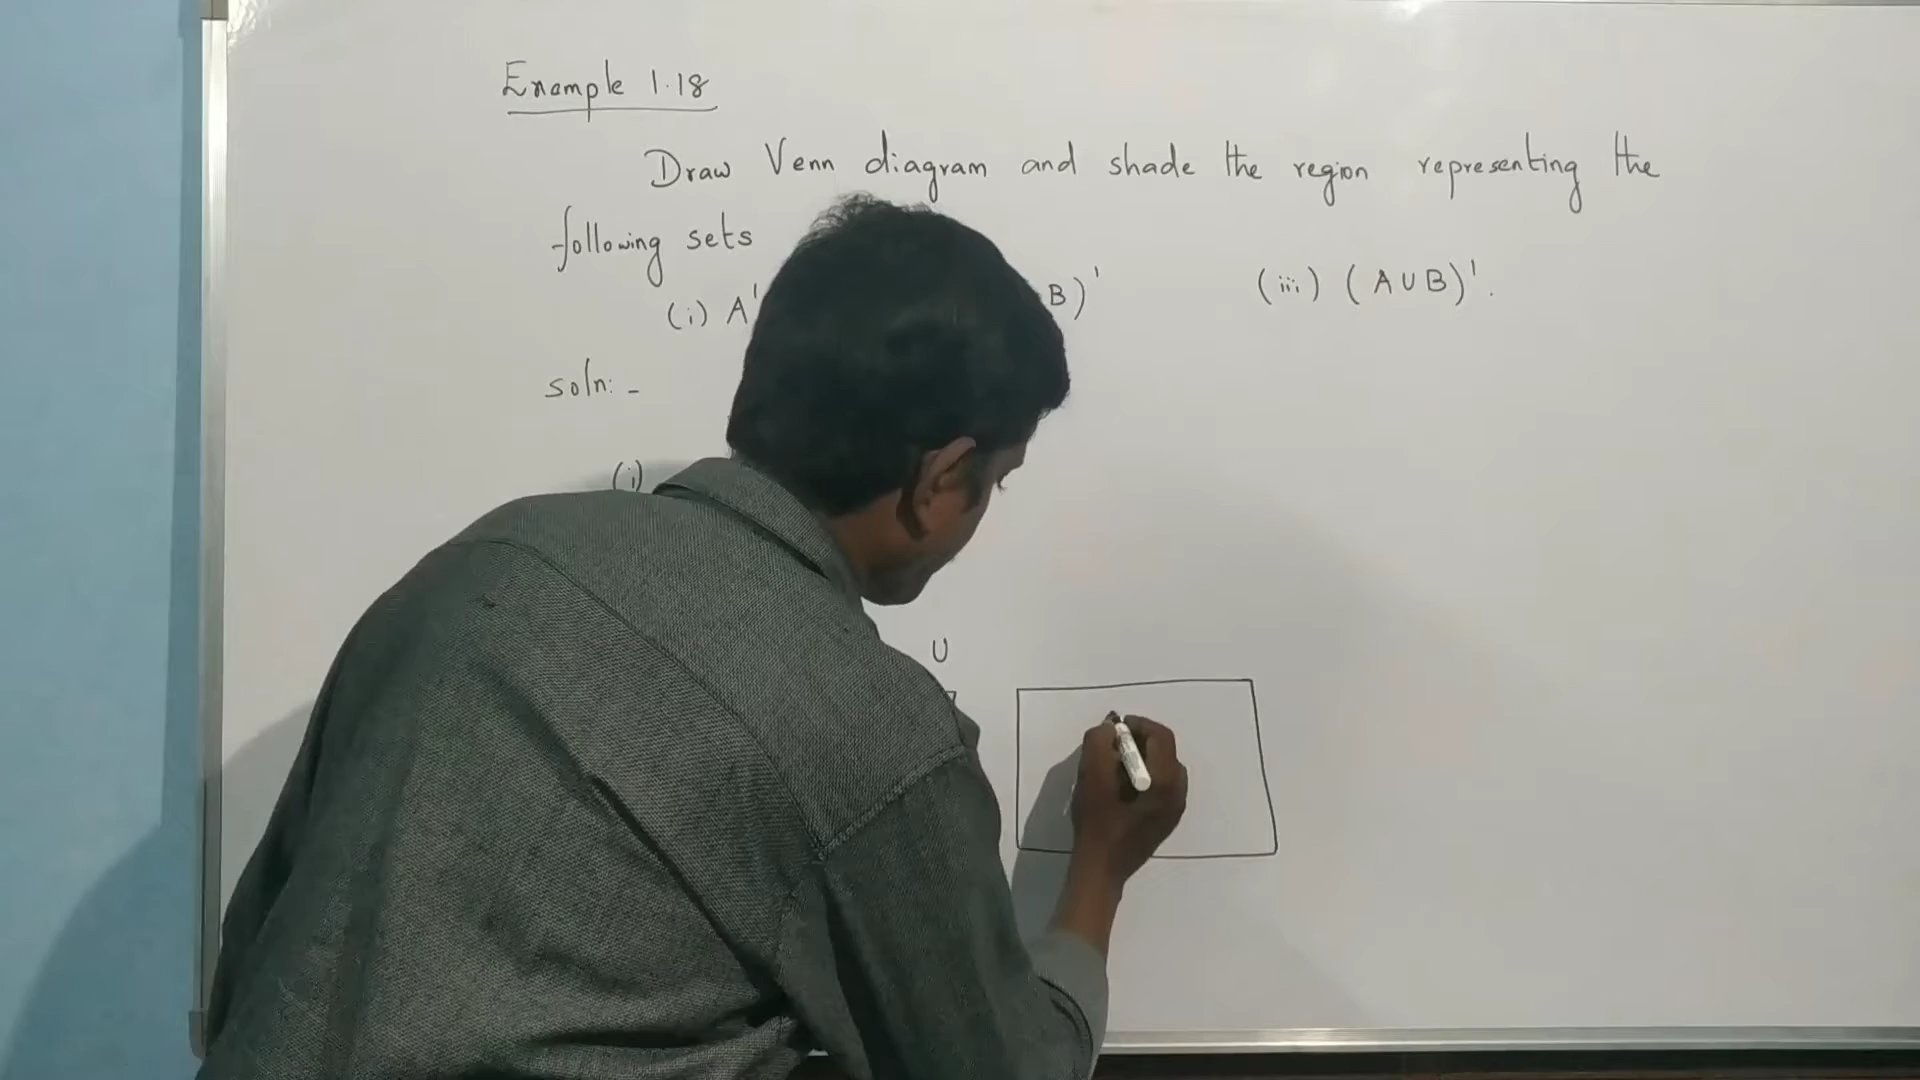 Example 1.18
Draw Venn diagram and shade the region representing the
following sets
(i) A' B)' (iii) (A∪B)'.
soln: -
(i)
U